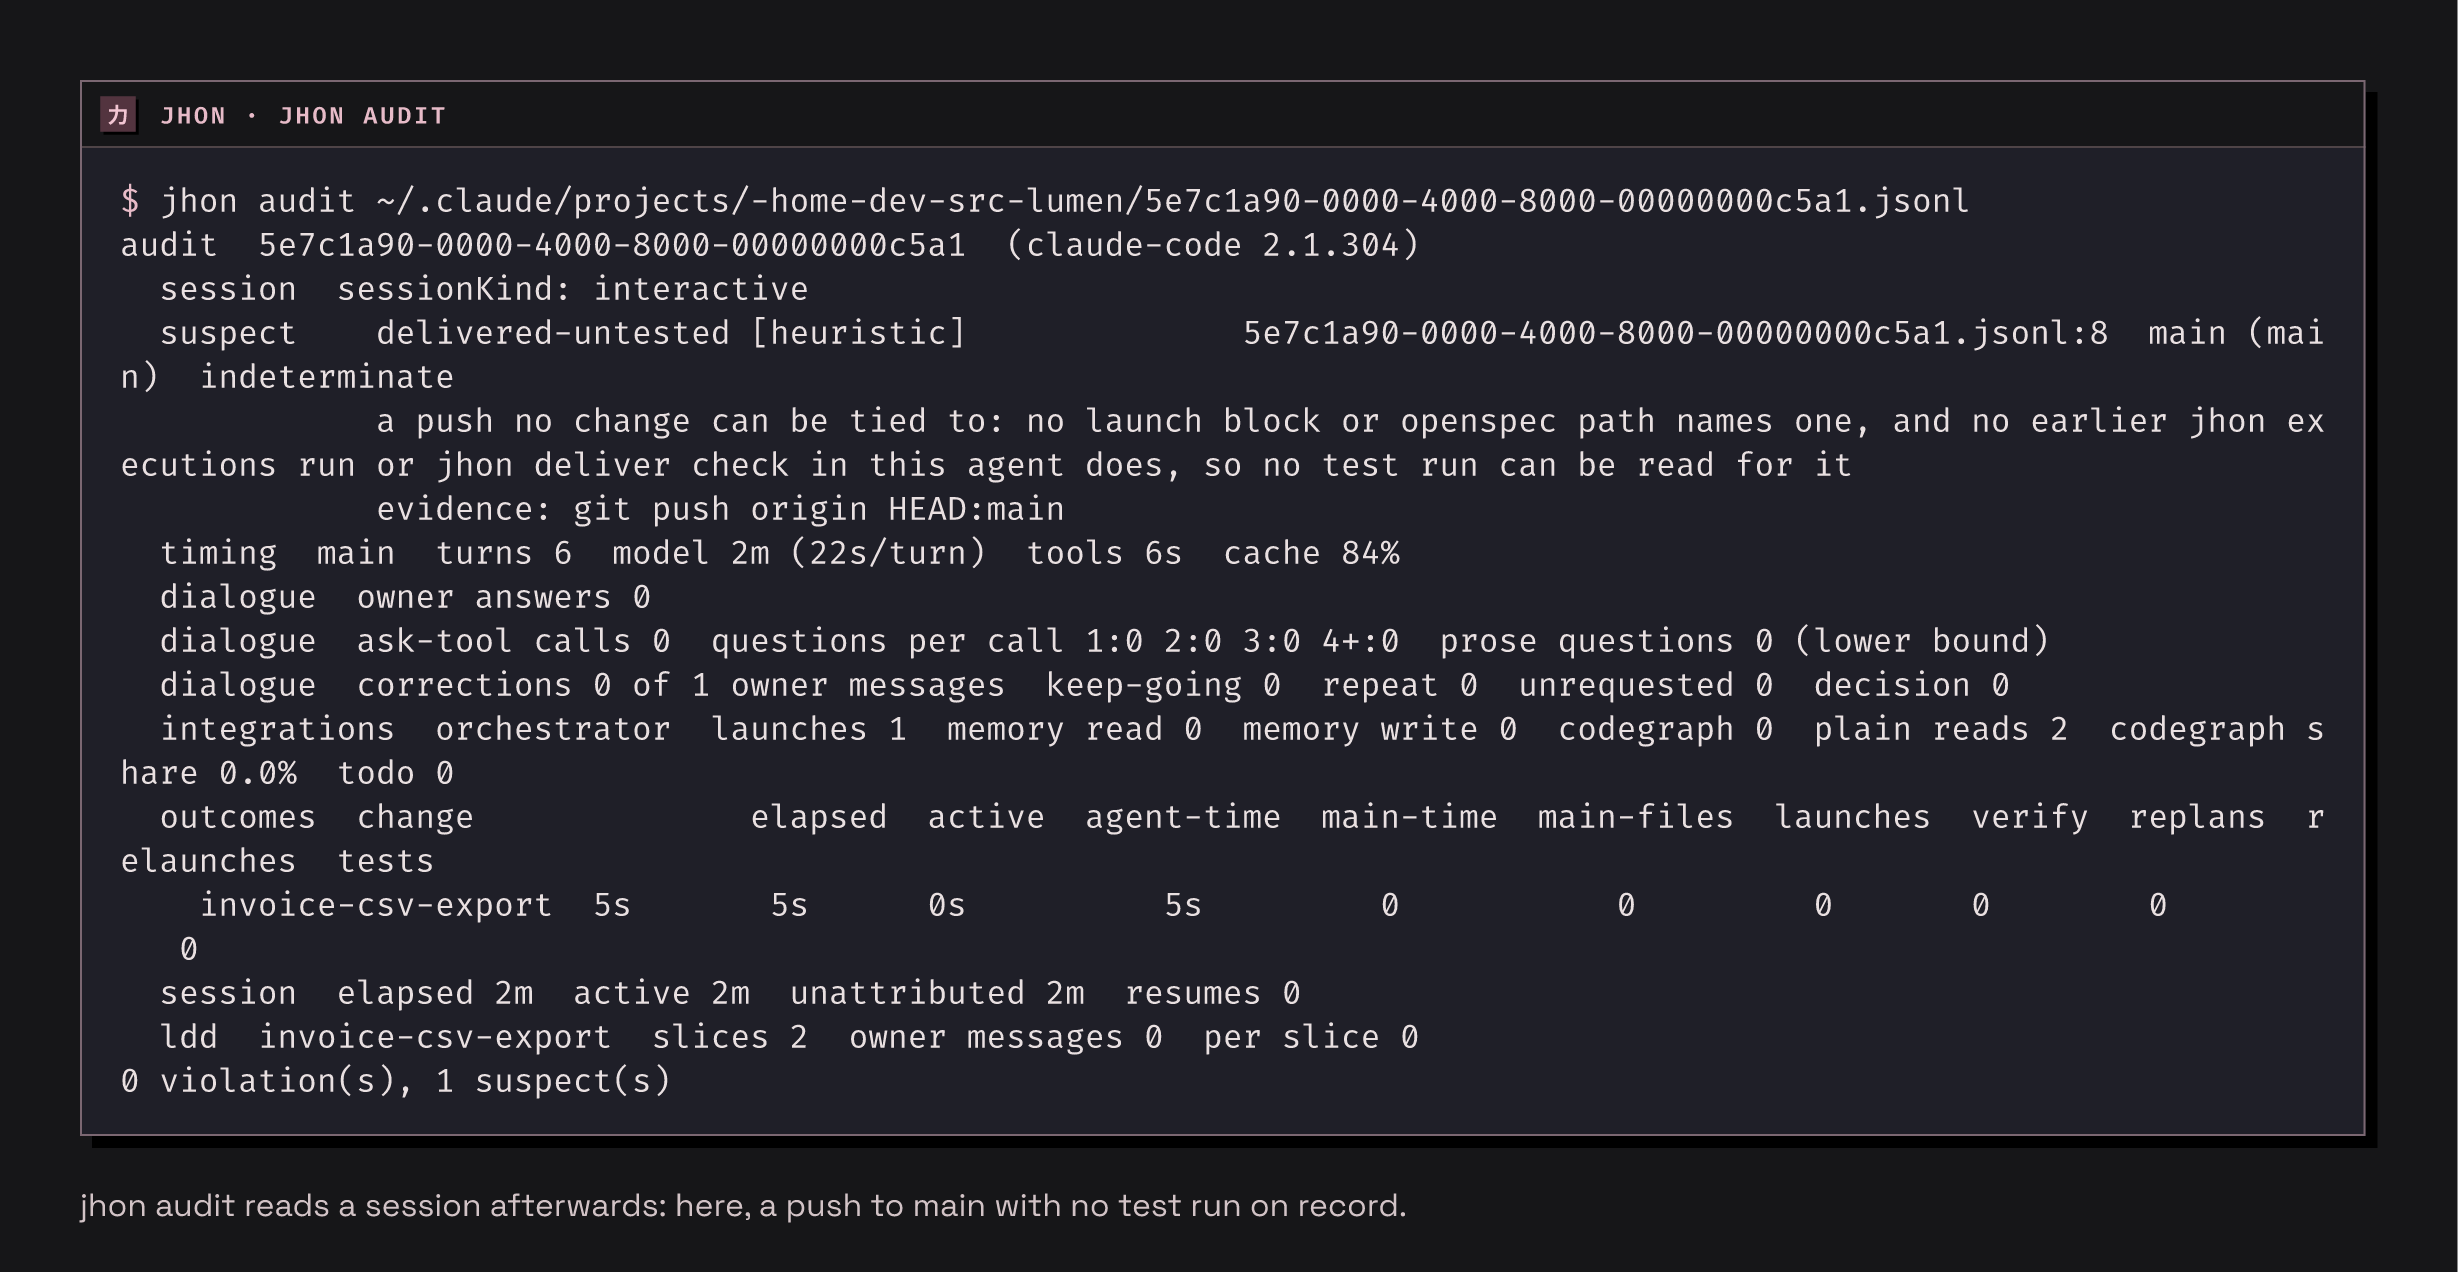 力 JHON · JHON AUDIT
$ jhon audit ~/.claude/projects/-home-dev-src-lumen/5e7c1a90-0000-4000-8000-00000000c5a1.jsonl
audit  5e7c1a90-0000-4000-8000-00000000c5a1  (claude-code 2.1.304)
  session  sessionKind: interactive
  suspect    delivered-untested [heuristic]              5e7c1a90-0000-4000-8000-00000000c5a1.jsonl:8  main (mai
n)  indeterminate
             a push no change can be tied to: no launch block or openspec path names one, and no earlier jhon ex
ecutions run or jhon deliver check in this agent does, so no test run can be read for it
             evidence: git push origin HEAD:main
  timing  main  turns 6  model 2m (22s/turn)  tools 6s  cache 84%
  dialogue  owner answers 0
  dialogue  ask-tool calls 0  questions per call 1:0 2:0 3:0 4+:0  prose questions 0 (lower bound)
  dialogue  corrections 0 of 1 owner messages  keep-going 0  repeat 0  unrequested 0  decision 0
  integrations  orchestrator  launches 1  memory read 0  memory write 0  codegraph 0  plain reads 2  codegraph s
hare 0.0%  todo 0
  outcomes  change              elapsed  active  agent-time  main-time  main-files  launches  verify  replans  r
elaunches  tests
    invoice-csv-export  5s       5s      0s          5s         0           0         0       0        0
   0
  session  elapsed 2m  active 2m  unattributed 2m  resumes 0
  ldd  invoice-csv-export  slices 2  owner messages 0  per slice 0
0 violation(s), 1 suspect(s)
jhon audit reads a session afterwards: here, a push to main with no test run on record.